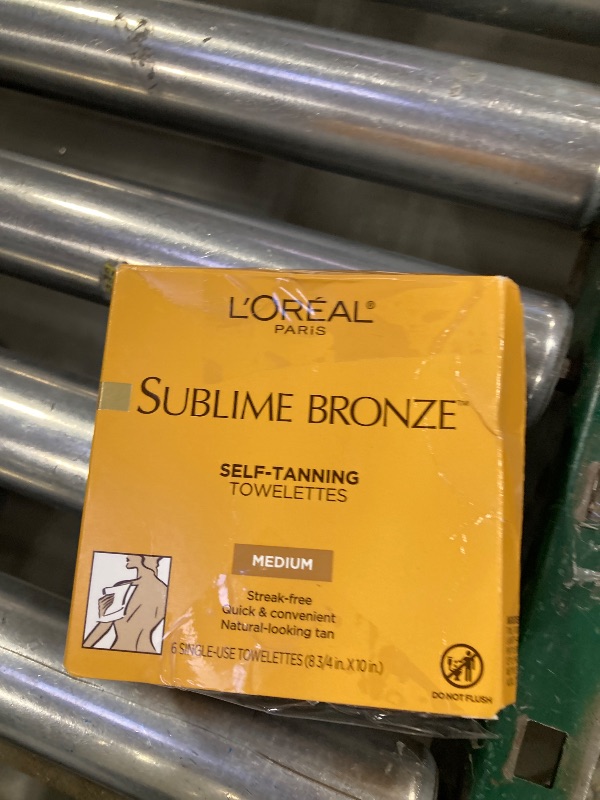 L'ORÉAL®
PARiS
SUBLIME BRONZE™
SELF-TANNING
TOWELETTES
MEDIUM
Streak-free
Quick & convenient
Natural-looking tan
6 SINGLE-USE TOWELETTES (8 3/4 in. X 10 in.)
DO NOT FLUSH